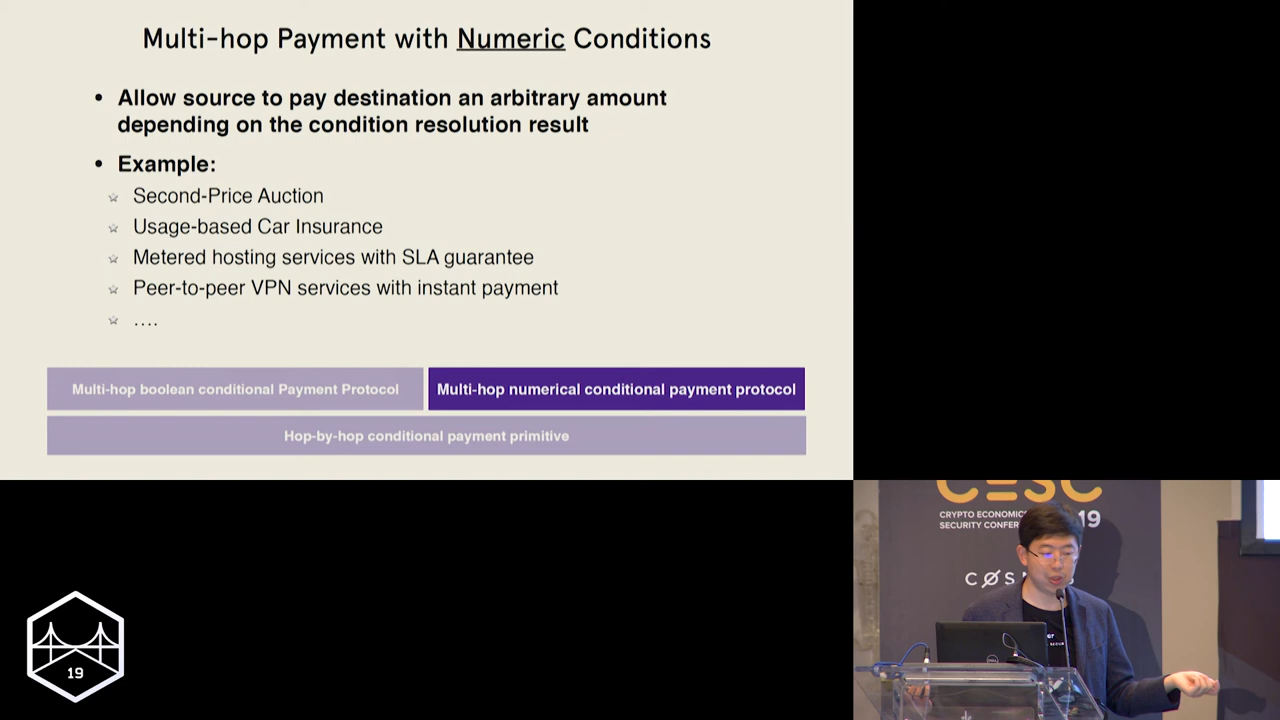 Multi-hop Payment with Numeric Conditions
• Allow source to pay destination an arbitrary amount
depending on the condition resolution result
• Example:
☆ Second-Price Auction
☆ Usage-based Car Insurance
☆ Metered hosting services with SLA guarantee
☆ Peer-to-peer VPN services with instant payment
☆ ....
Multi-hop boolean conditional Payment Protocol
Multi-hop numerical conditional payment protocol
Hop-by-hop conditional payment primitive
CESC
CRYPTO ECONOMIC
SECURITY CONFER
19
DELL
19